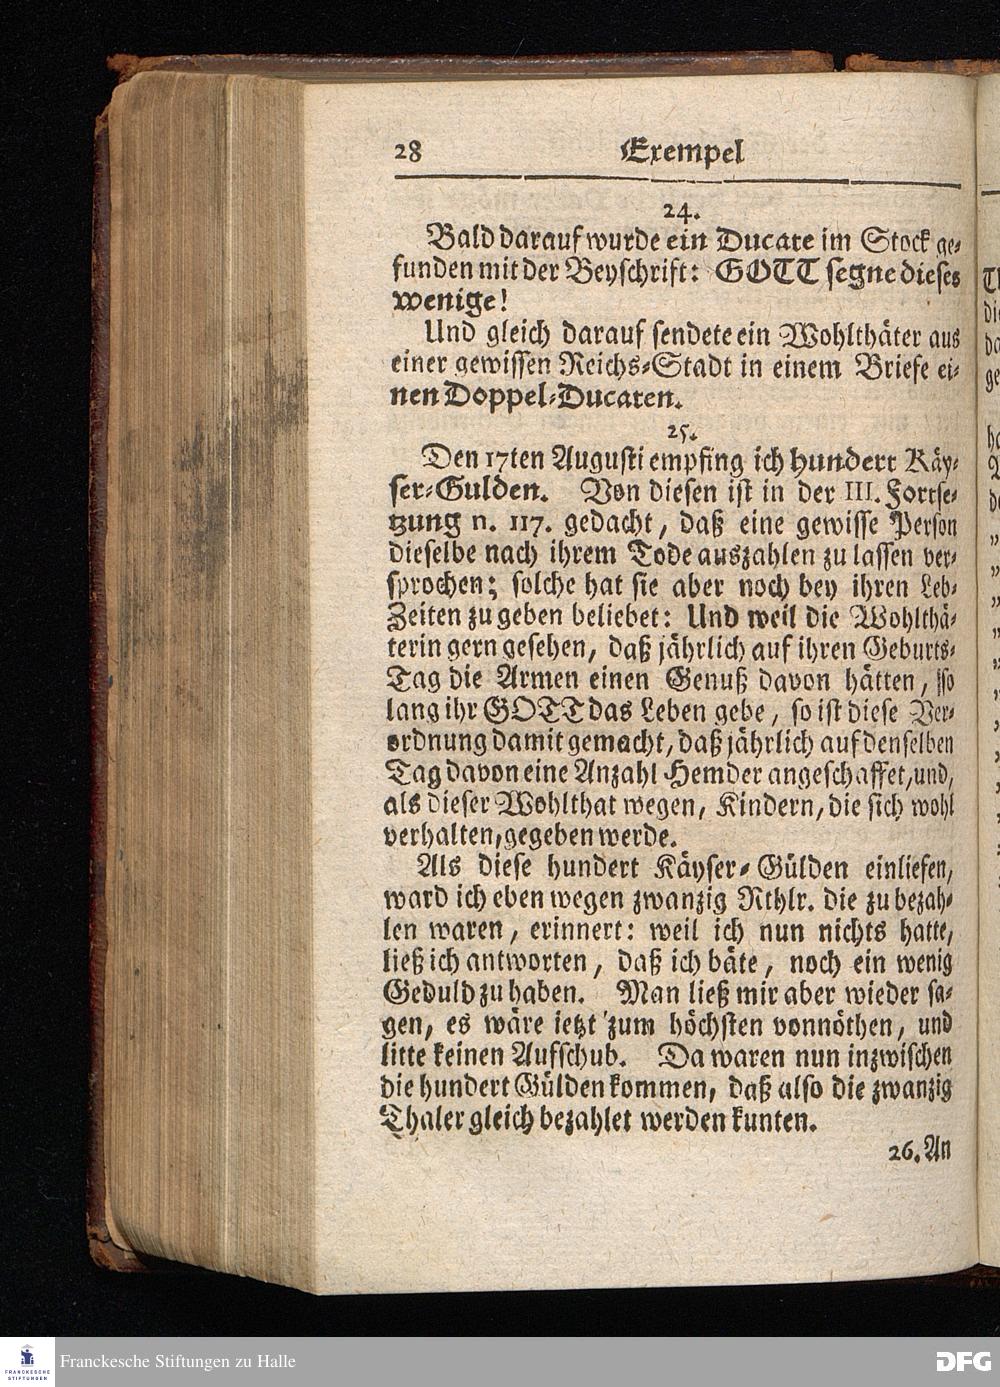 28 Exempel
24.
Bald darauf wurde ein Ducate im Stock ge-
funden mit der Beyschrift: GOTT segne dieses
wenige!
Und gleich darauf sendete ein Wohlthäter aus
einer gewissen Reichs-Stadt in einem Briefe ei-
nen Doppel-Ducaten.
25.
Den 17ten Augusti empfing ich hundert Käy-
ser-Gulden. Von diesen ist in der III. Fortse-
tzung n. 117. gedacht, daß eine gewisse Person
dieselbe nach ihrem Tode auszahlen zu lassen ver-
sprochen; solche hat sie aber noch bey ihren Leb-
Zeiten zu geben beliebet: Und weil die Wohlthä-
terin gern gesehen, daß jährlich auf ihren Geburts-
Tag die Armen einen Genuß davon hätten, so
lang ihr GOTT das Leben gebe, so ist diese Ver-
ordnung damit gemacht, daß jährlich auf denselben
Tag davon eine Anzahl Hemder angeschaffet, und,
als dieser Wohlthat wegen, Kindern, die sich wohl
verhalten, gegeben werde.
Als diese hundert Käyser-Gülden einliefen,
ward ich eben wegen zwanzig Rthlr. die zu bezah-
len waren, erinnert: weil ich nun nichts hatte,
ließ ich antworten, daß ich bäte, noch ein wenig
Geduld zu haben. Man ließ mir aber wieder sa-
gen, es wäre ietzt zum höchsten vonnöthen, und
litte keinen Aufschub. Da waren nun inzwischen
die hundert Gülden kommen, daß also die zwanzig
Thaler gleich bezahlet werden kunten.
26. An
FRANCKESCHE STIFTUNGEN
Franckesche Stiftungen zu Halle
DFG